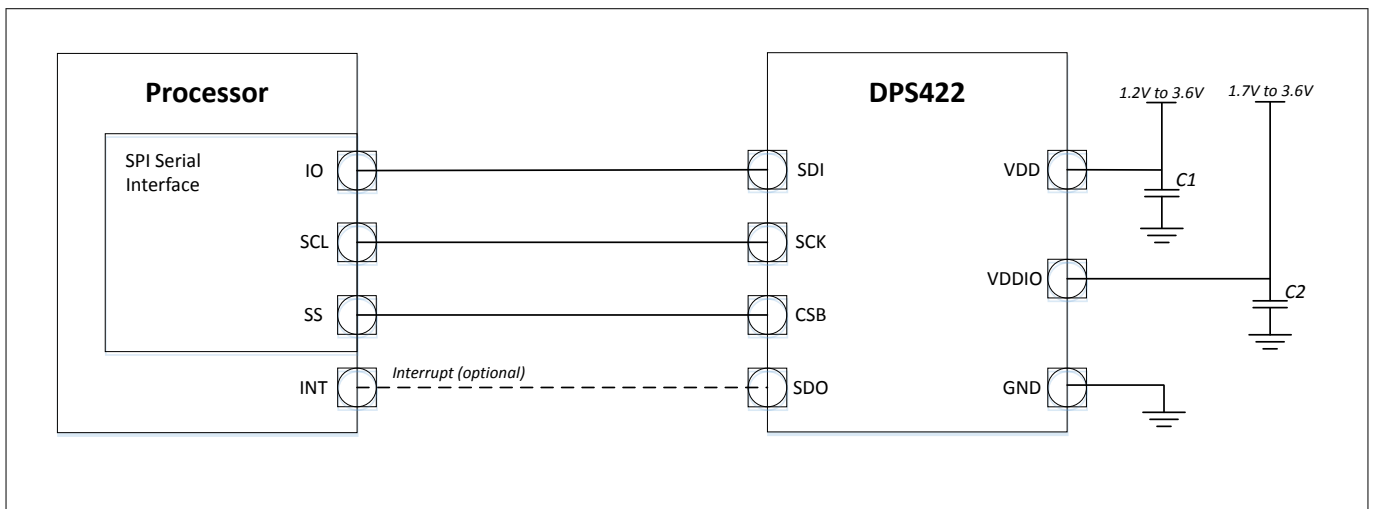 Processor
DPS422
1.2V to 3.6V
1.7V to 3.6V
SPI Serial
Interface
IO
SDI
VDD
C1
SCL
SCK
VDDIO
C2
SS
CSB
INT
Interrupt (optional)
SDO
GND